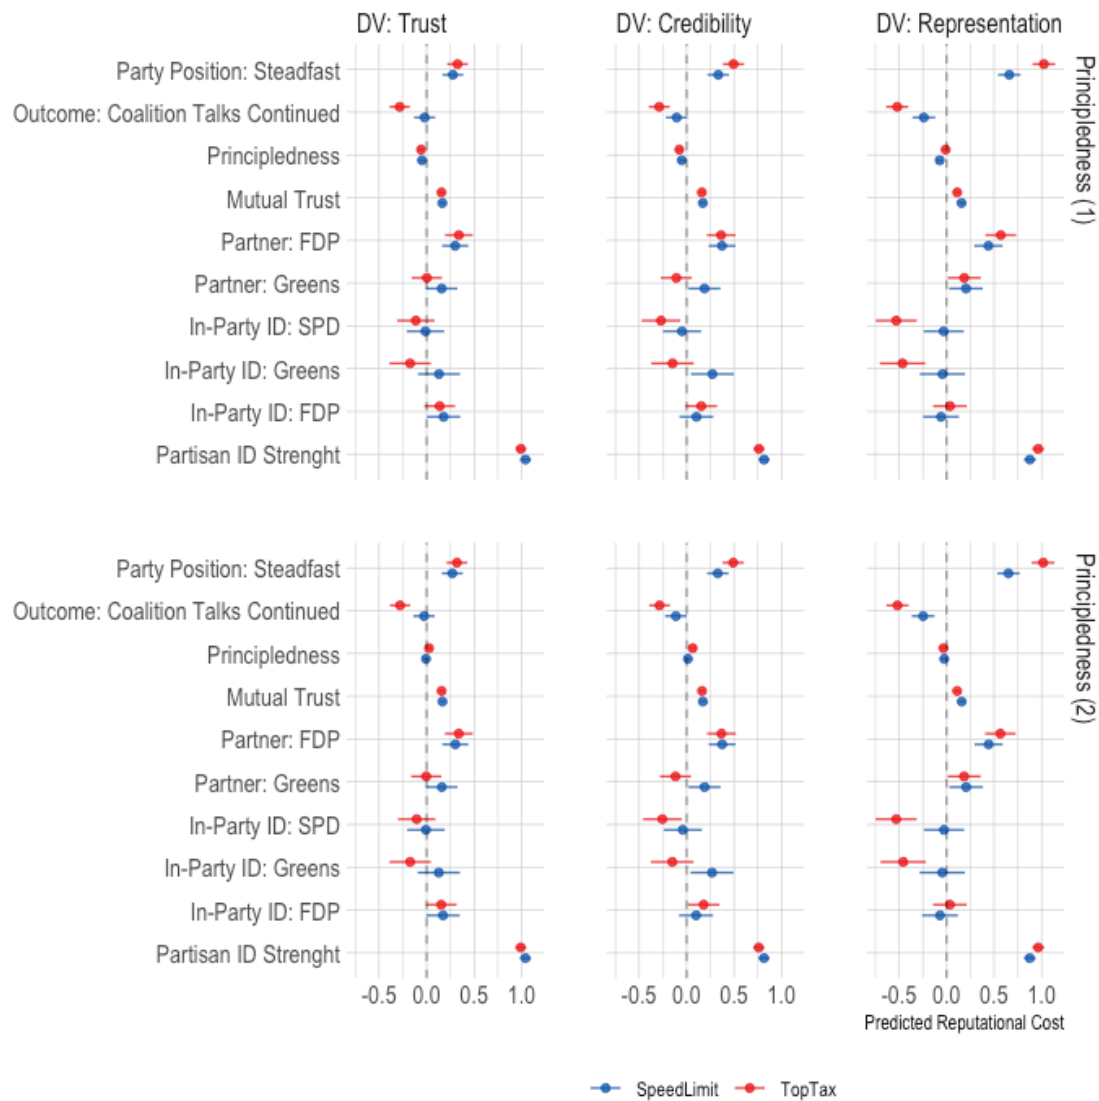 DV: Trust DV: Credibility DV: Representation
Party Position: Steadfast
Outcome: Coalition Talks Continued
Principledness
Mutual Trust
Partner: FDP
Partner: Greens
In-Party ID: SPD
In-Party ID: Greens
In-Party ID: FDP
Partisan ID Strenght
Principledness (1)
Party Position: Steadfast
Outcome: Coalition Talks Continued
Principledness
Mutual Trust
Partner: FDP
Partner: Greens
In-Party ID: SPD
In-Party ID: Greens
In-Party ID: FDP
Partisan ID Strenght
Principledness (2)
-0.5 0.0 0.5 1.0 -0.5 0.0 0.5 1.0 -0.5 0.0 0.5 1.0
Predicted Reputational Cost
SpeedLimit TopTax